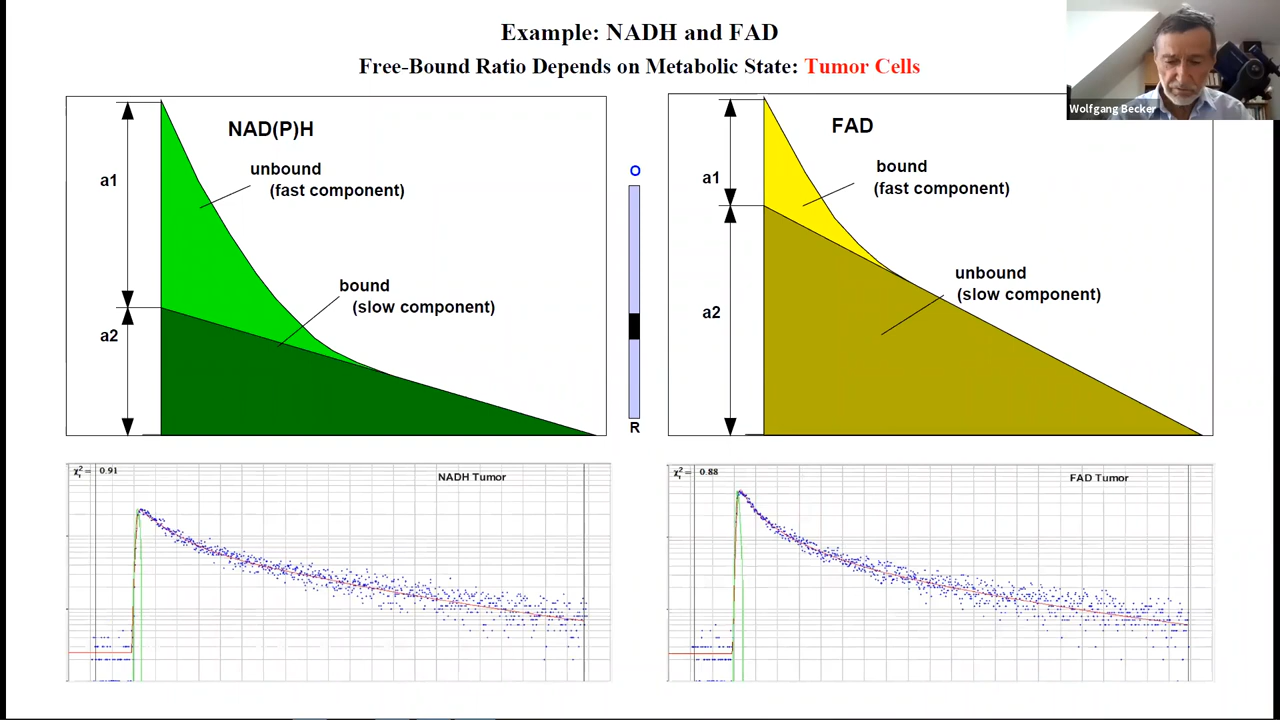 Example: NADH and FAD
Free-Bound Ratio Depends on Metabolic State: Tumor Cells
Wolfgang Becker
NAD(P)H
unbound
(fast component)
a1
bound
(slow component)
a2
O
R
FAD
bound
(fast component)
a1
unbound
(slow component)
a2
χr² = 0.91
NADH Tumor
χr² = 0.88
FAD Tumor